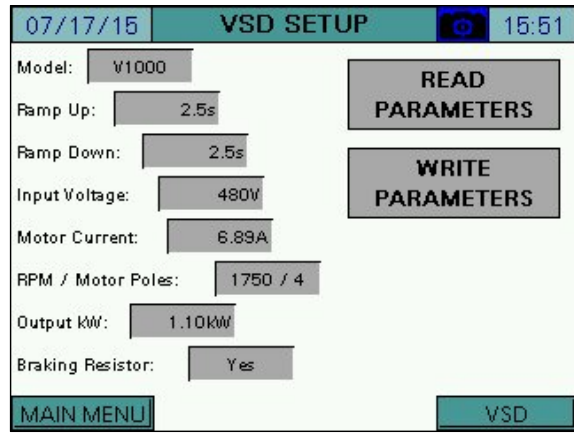 07/17/15 VSD SETUP 15:51
Model: V1000
READ
PARAMETERS
Ramp Up: 2.5s
Ramp Down: 2.5s
WRITE
PARAMETERS
Input Voltage: 480V
Motor Current: 6.89A
RPM / Motor Poles: 1750 / 4
Output kW: 1.10kW
Braking Resistor: Yes
MAIN MENU VSD